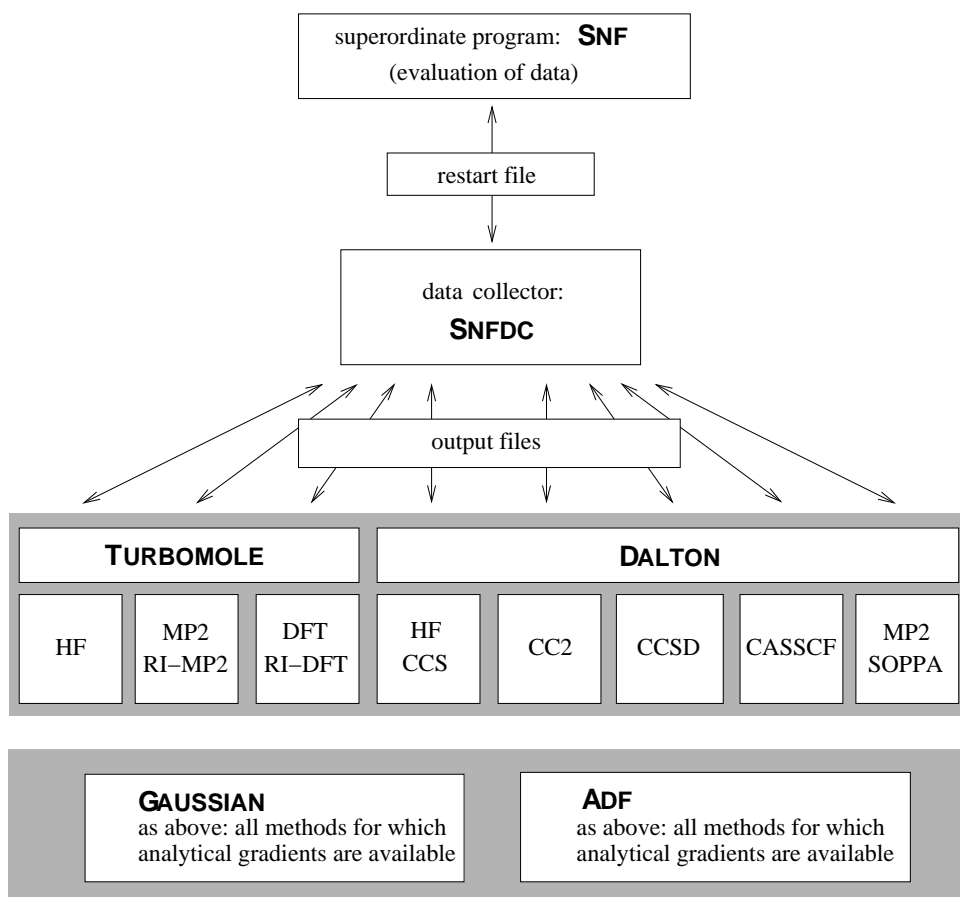 superordinate program: SNF
(evaluation of data)
restart file
data collector:
SNFDC
output files
TURBOMOLE
DALTON
HF
MP2
RI−MP2
DFT
RI−DFT
HF
CCS
CC2
CCSD
CASSCF
MP2
SOPPA
GAUSSIAN
as above: all methods for which
analytical gradients are available
ADF
as above: all methods for which
analytical gradients are available